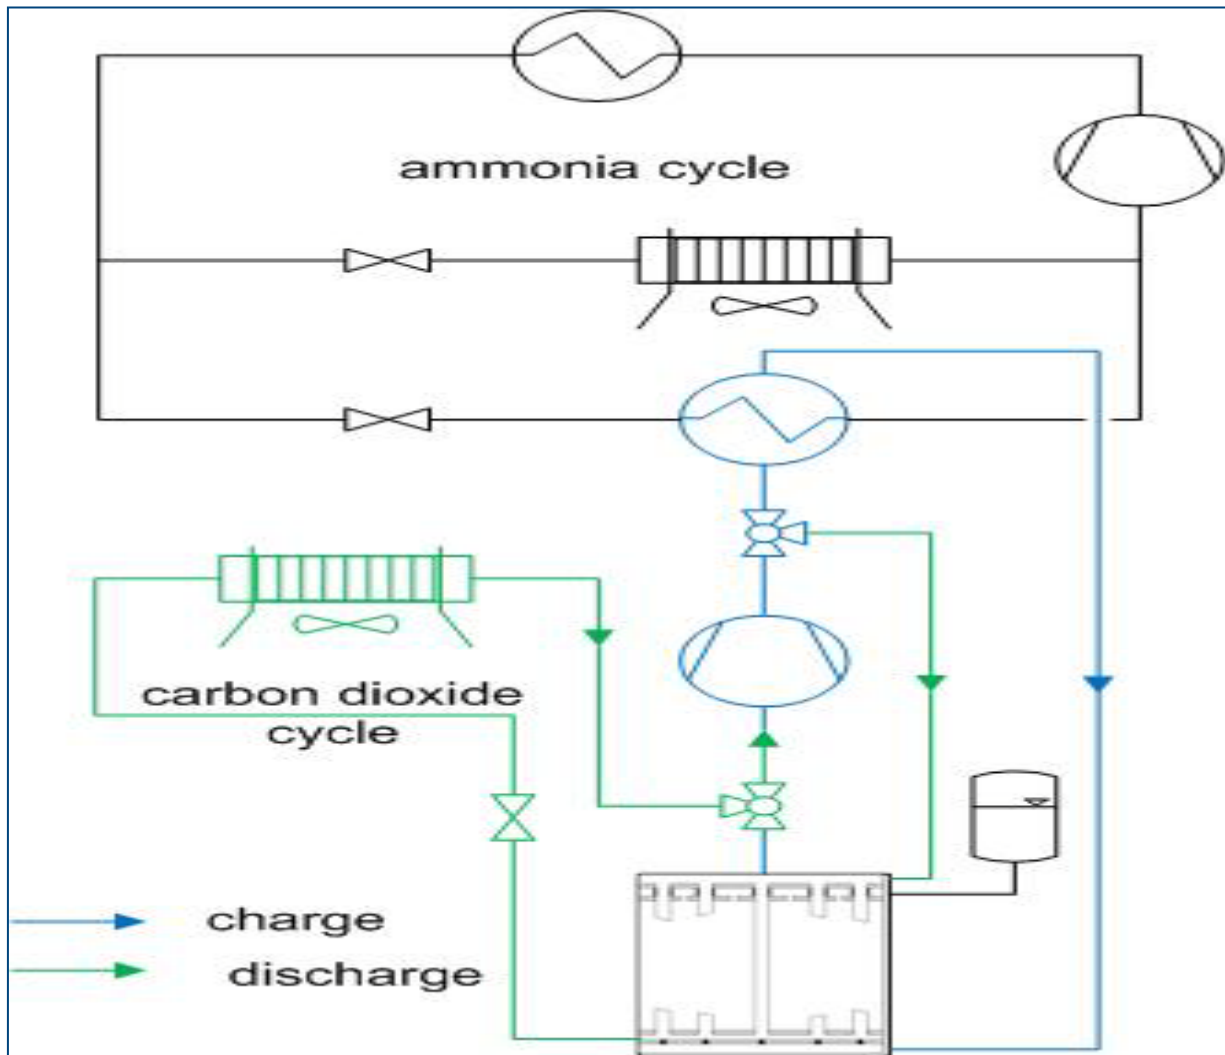 ammonia cycle
carbon dioxide
cycle
charge
discharge